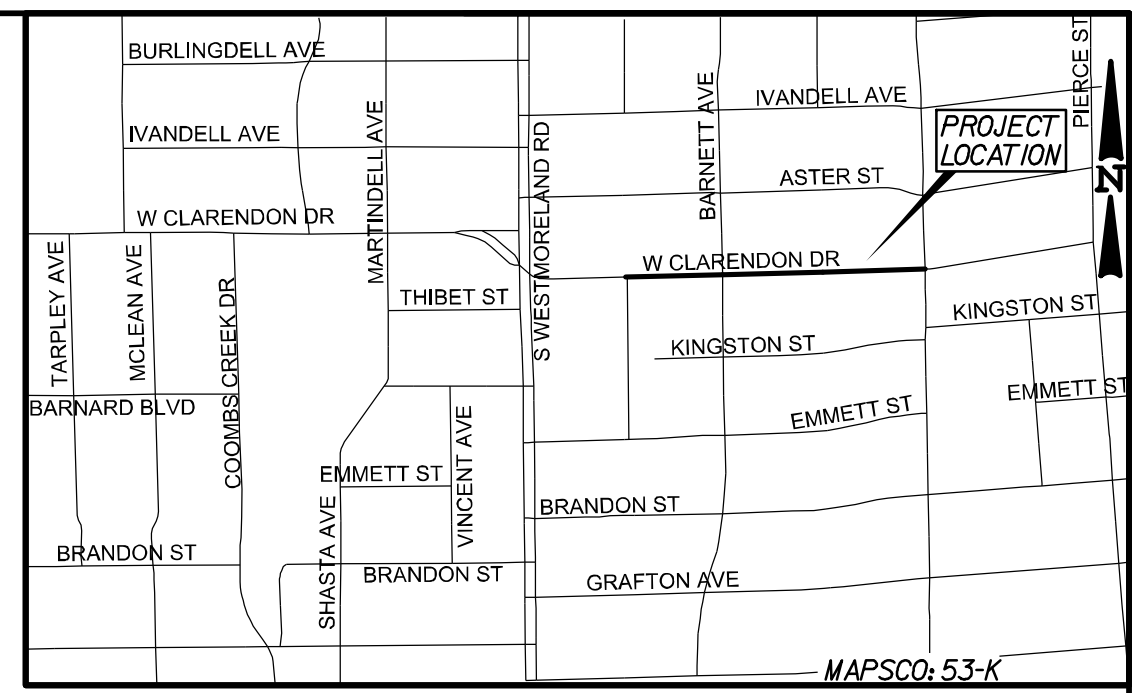 BURLINGDELL AVE
PIERCE ST
IVANDELL AVE
MARTINDELL AVE
BARNETT AVE
IVANDELL AVE
PROJECT
LOCATION
S WESTMORELAND RD
ASTER ST
N
W CLARENDON DR
W CLARENDON DR
TARPLEY AVE
MCLEAN AVE
COOMBS CREEK DR
THIBET ST
KINGSTON ST
KINGSTON ST
EMMETT ST
BARNARD BLVD
EMMETT ST
VINCENT AVE
EMMETT ST
SHASTA AVE
BRANDON ST
BRANDON ST
BRANDON ST
GRAFTON AVE
MAPSCO: 53-K